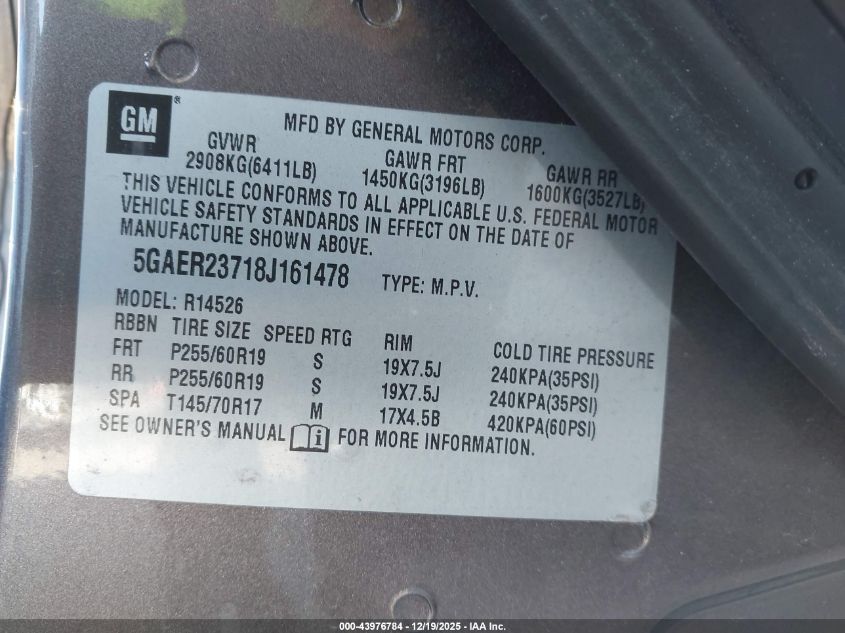 GM®
MFD BY GENERAL MOTORS CORP.
GVWR GAWR FRT GAWR RR
2908KG(6411LB) 1450KG(3196LB) 1600KG(3527LB)
THIS VEHICLE CONFORMS TO ALL APPLICABLE U.S. FEDERAL MOTOR
VEHICLE SAFETY STANDARDS IN EFFECT ON THE DATE OF
MANUFACTURE SHOWN ABOVE.
5GAER23718J161478 TYPE: M.P.V.
MODEL: R14526
RBBN TIRE SIZE SPEED RTG RIM COLD TIRE PRESSURE
FRT P255/60R19 S 19X7.5J 240KPA(35PSI)
RR P255/60R19 S 19X7.5J 240KPA(35PSI)
SPA T145/70R17 M 17X4.5B 420KPA(60PSI)
SEE OWNER'S MANUAL i FOR MORE INFORMATION.
000-43976784 - 12/19/2025 - IAA Inc.